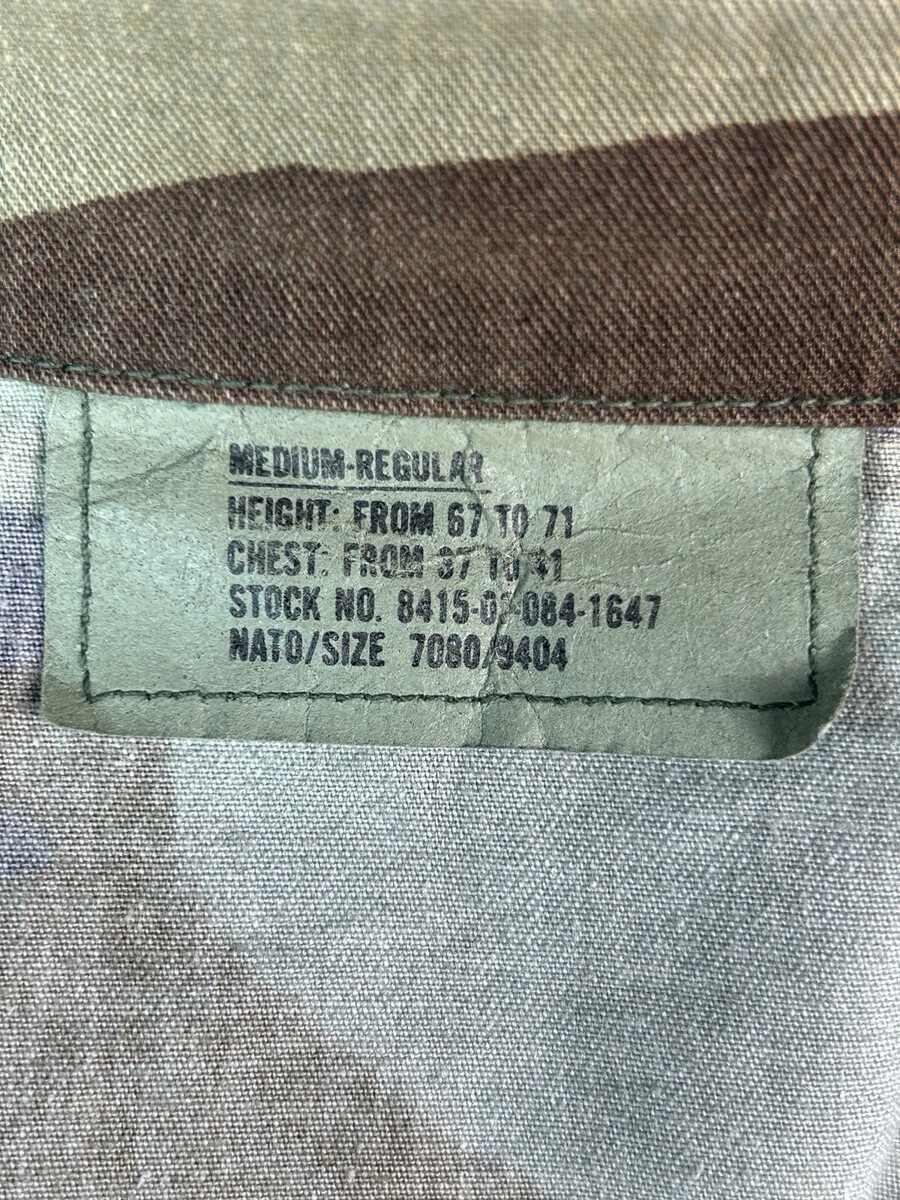 MEDIUM-REGULAR
HEIGHT: FROM 67 TO 71
CHEST: FROM 37 TO 41
STOCK NO. 8415-01-084-1647
NATO/SIZE 7080/9404